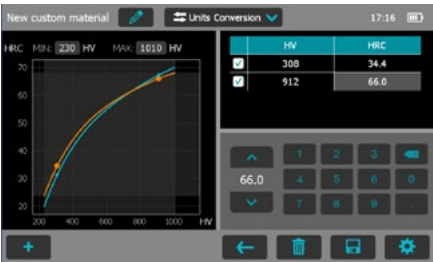 New custom material
Units Conversion
17:16
HRC MIN: 230 HV MAX: 1010 HV
70
60
50
40
30
20
200 400 600 800 1000 HV
HV HRC
308 34.4
912 66.0
66.0
1 2 3
4 5 6 0
7 8 9 .
+